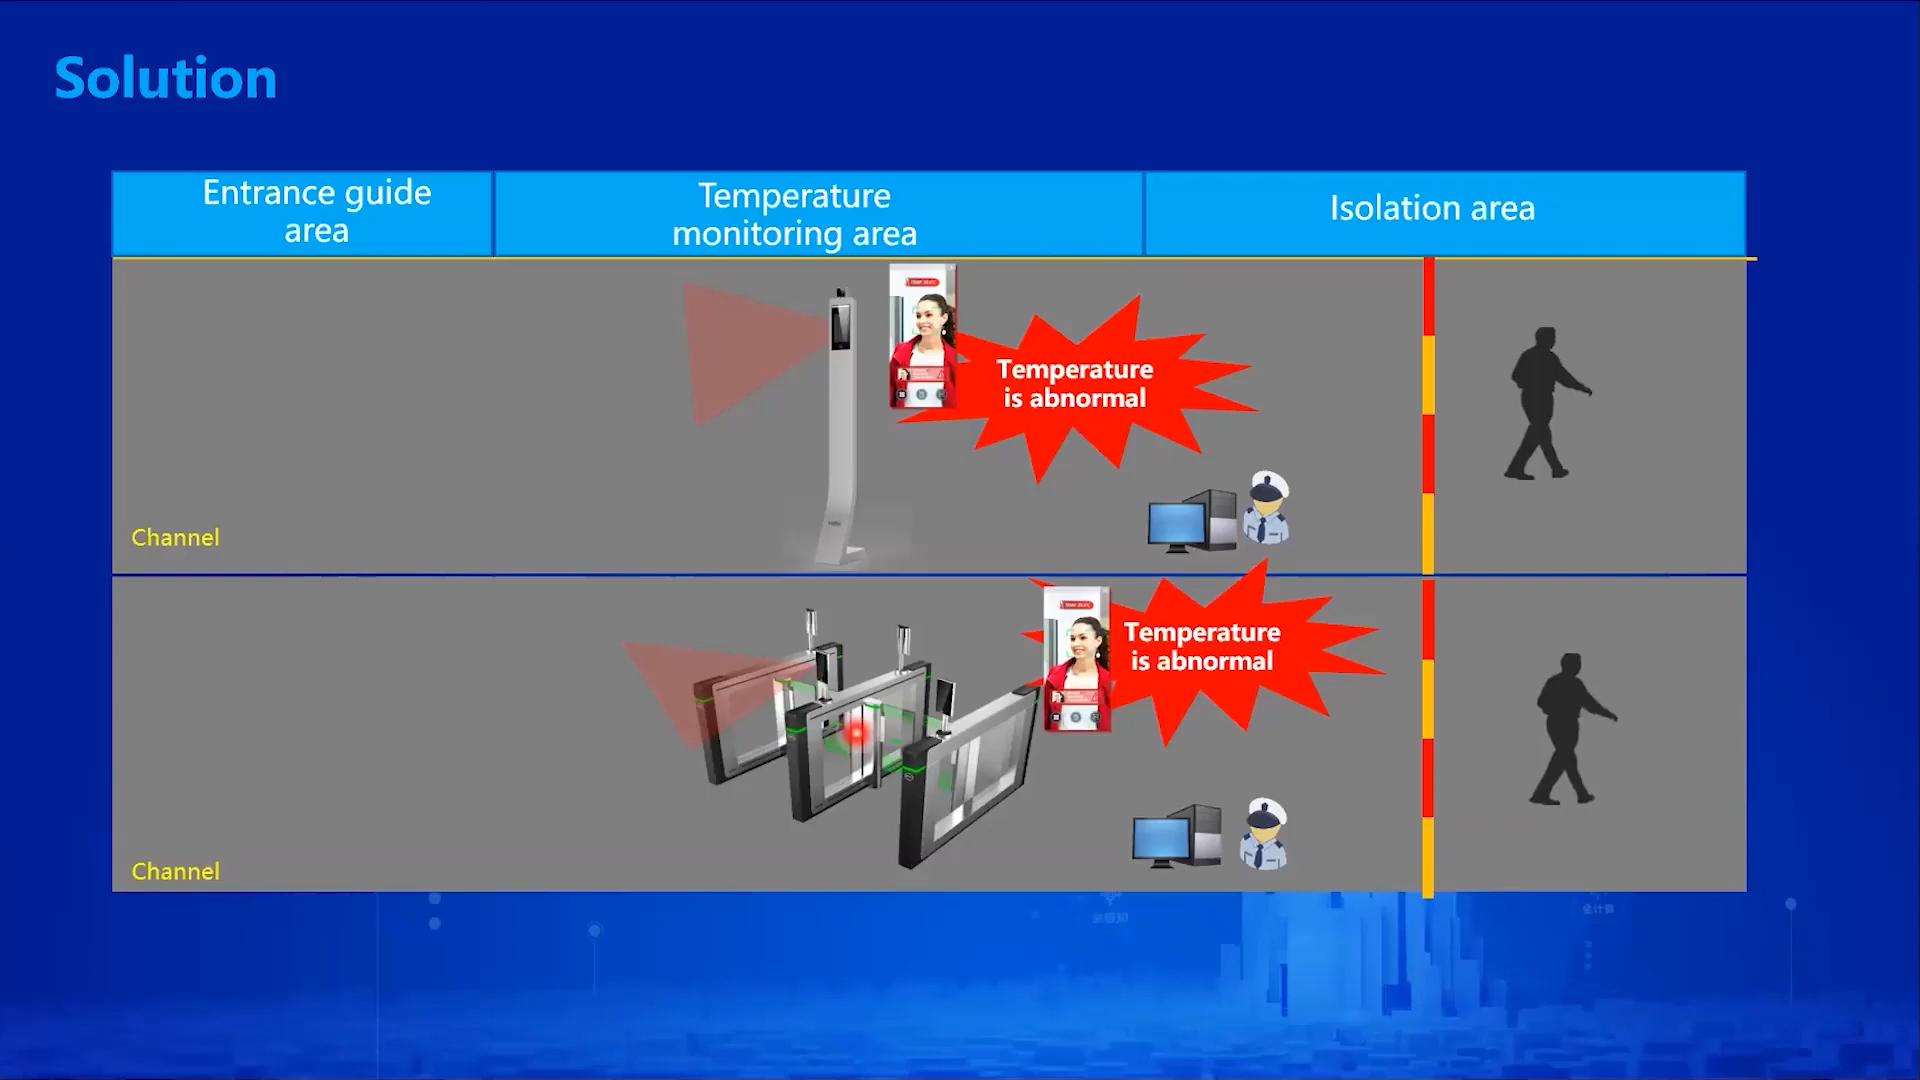 Solution
Entrance guide
area
Temperature
monitoring area
Isolation area
Temperature
is abnormal
Channel
Temperature
is abnormal
Channel